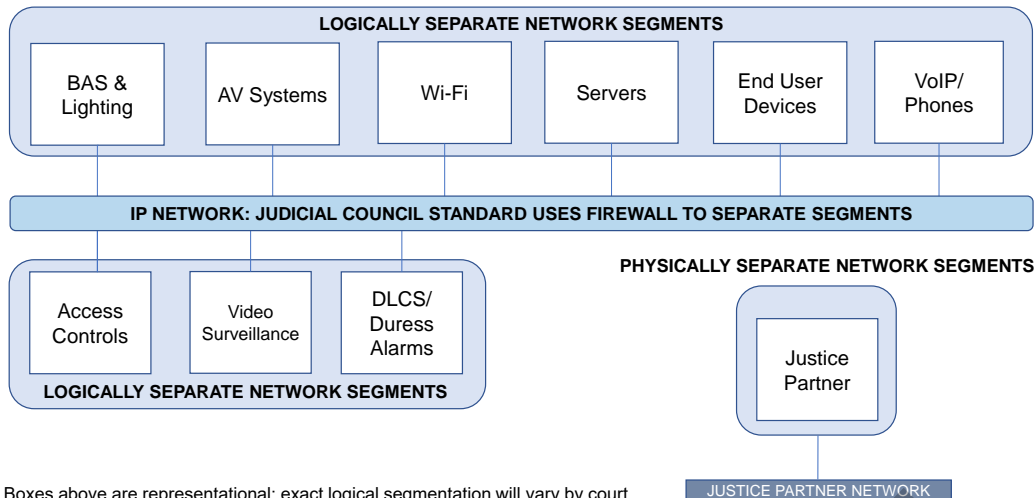 LOGICALLY SEPARATE NETWORK SEGMENTS
BAS &
Lighting
AV Systems
Wi-Fi
Servers
End User
Devices
VoIP/
Phones
IP NETWORK: JUDICIAL COUNCIL STANDARD USES FIREWALL TO SEPARATE SEGMENTS
Access
Controls
Video
Surveillance
DLCS/
Duress
Alarms
LOGICALLY SEPARATE NETWORK SEGMENTS
PHYSICALLY SEPARATE NETWORK SEGMENTS
Justice
Partner
JUSTICE PARTNER NETWORK
Boxes above are representational; exact logical segmentation will vary by court